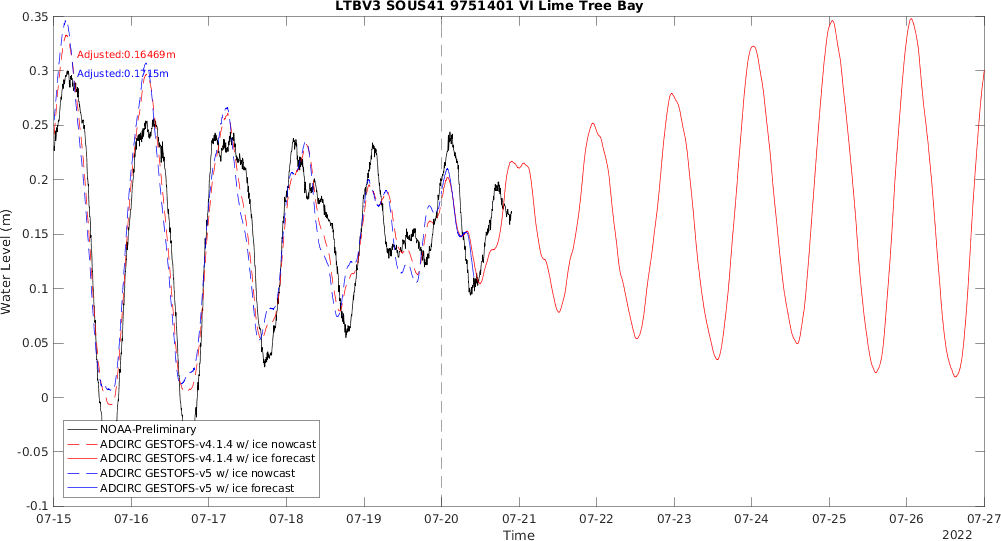 LTBV3 SOUS41 9751401 VI Lime Tree Bay
0.35
0.3
0.25
0.2
0.15
0.1
0.05
0
-0.05
-0.1
Water Level (m)
Adjusted:0.16469m
Adjusted:0.1715m
NOAA-Preliminary
ADCIRC GESTOFS-v4.1.4 w/ ice nowcast
ADCIRC GESTOFS-v4.1.4 w/ ice forecast
ADCIRC GESTOFS-v5 w/ ice nowcast
ADCIRC GESTOFS-v5 w/ ice forecast
07-15 07-16 07-17 07-18 07-19 07-20 07-21 07-22 07-23 07-24 07-25 07-26 07-27
Time
2022